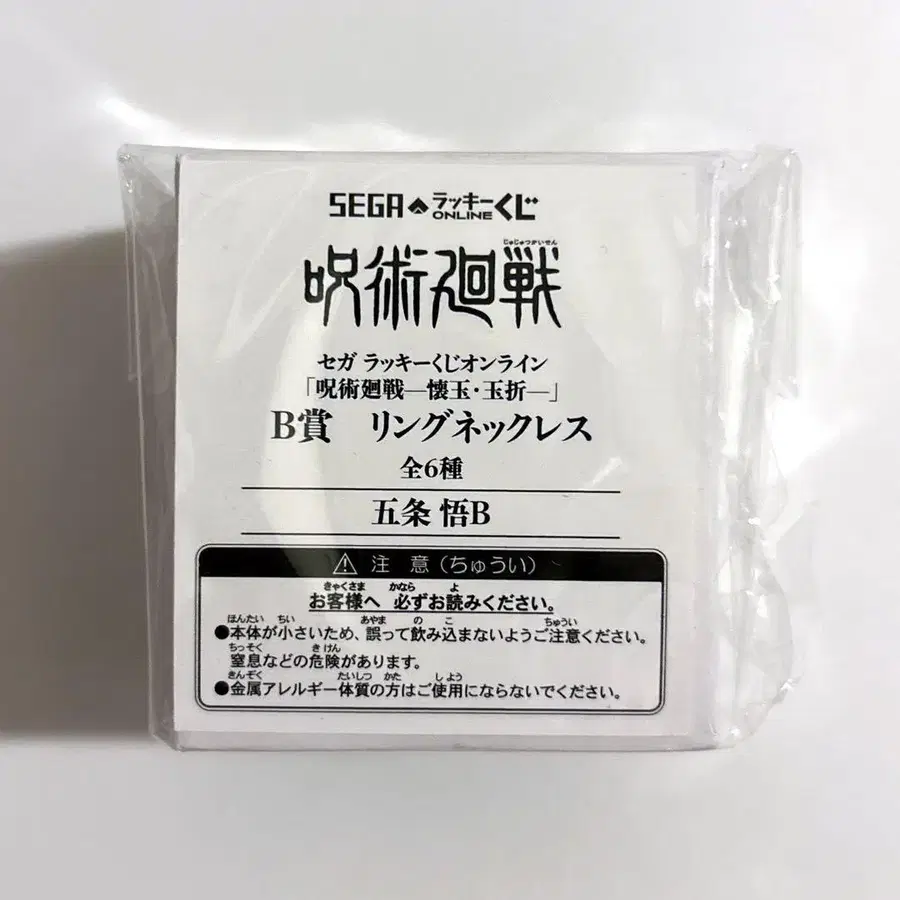 SEGA ラッキーくじ ONLINE
じゅじゅつかいせん
呪術廻戦
セガ ラッキーくじオンライン
「呪術廻戦―懐玉・玉折―」
B賞 リングネックレス
全6種
五条 悟B
⚠ 注 意(ちゅうい)
きゃくさま かなら よ
お客様へ 必ずお読みください。
ほんたい ちい あやま の こ ちゅうい
●本体が小さいため、誤って飲み込まないようご注意ください。
ちっそく きけん
窒息などの危険があります。
きんぞく たいしつ かた しよう
●金属アレルギー体質の方はご使用にならないでください。